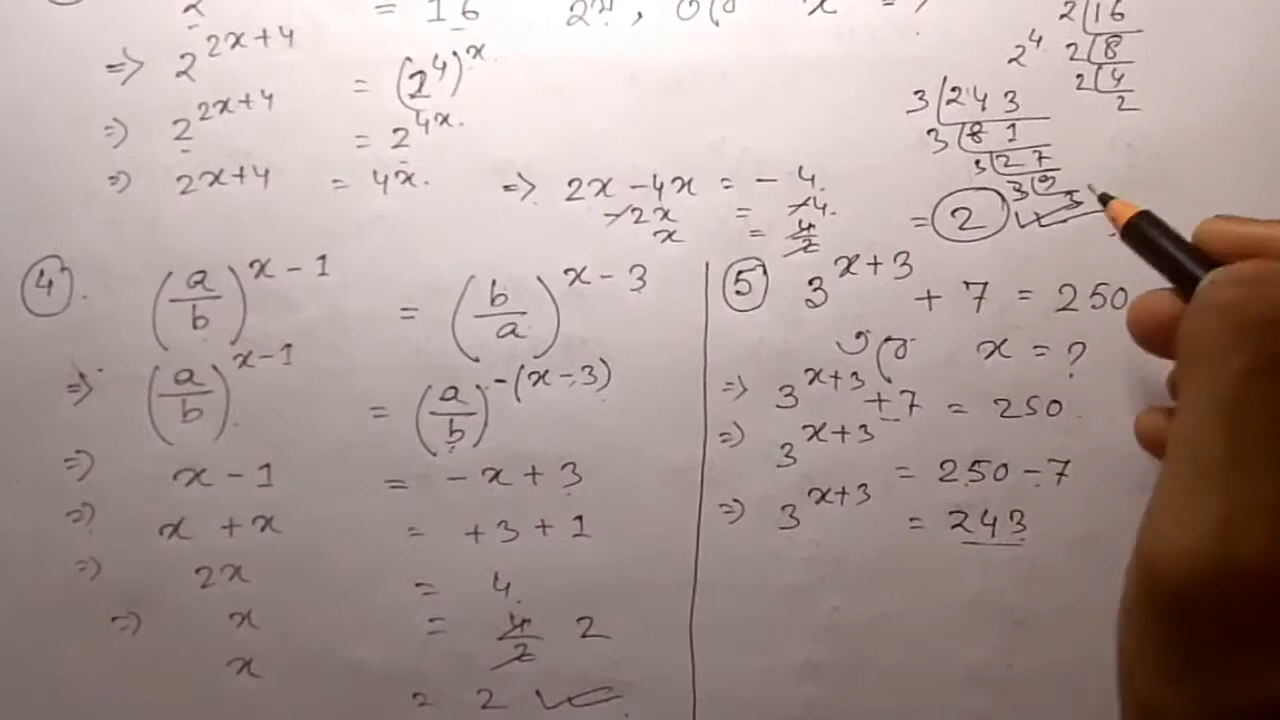 = 16
⇒ 2^{2x+4} = (2^4)^x.
⇒ 2^{2x+4} = 2^{4x}.
⇒ 2x+4 = 4x. ⇒ 2x - 4x = - 4.
-2x = -4.
x = 4/2 = 2
2 | 16
2^4 2 | 8
2 | 4
2
3 | 243
3 | 81
3 | 27
3 | 9
3
4. (a/b)^{x-1} = (b/a)^{x-3}
⇒ (a/b)^{x-1} = (a/b)^{-(x-3)}
⇒ x-1 = -x+3
⇒ x+x = +3+1
⇒ 2x = 4.
⇒ x = 4/2 2
x = 2
5 3^{x+3} + 7 = 250
x = ?
⇒ 3^{x+3} + 7 = 250
⇒ 3^{x+3} = 250-7
⇒ 3^{x+3} = 243